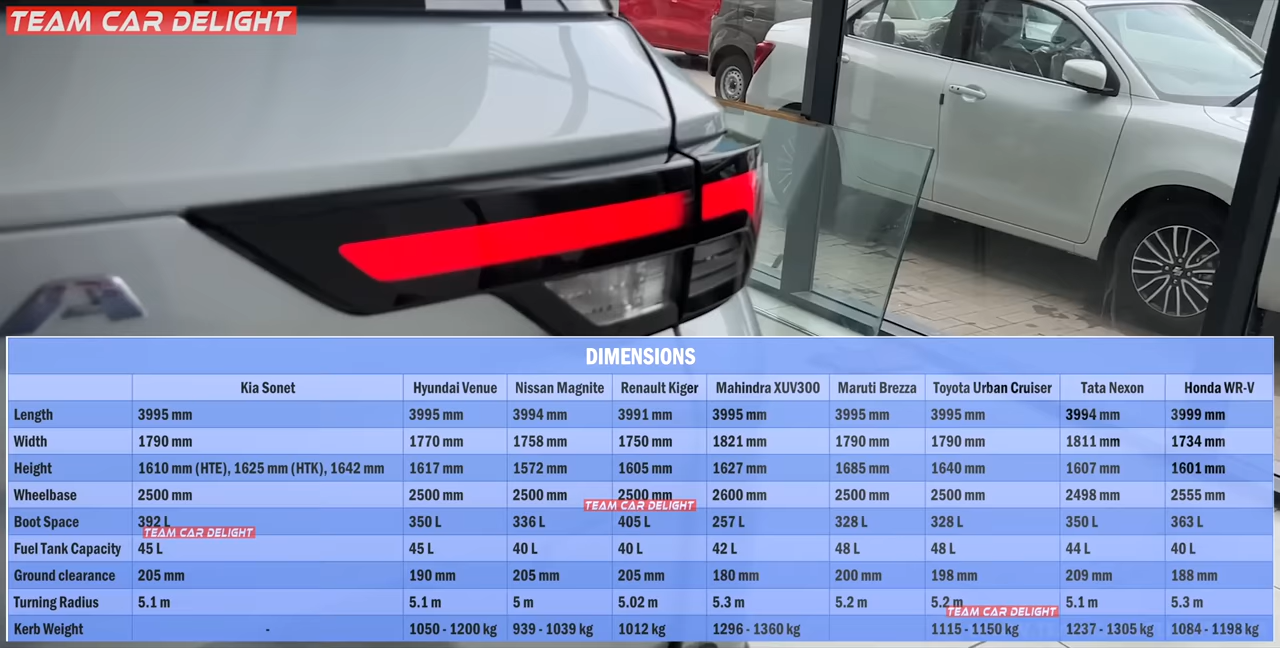 TEAM CAR DELIGHT
DIMENSIONS
Kia Sonet Hyundai Venue Nissan Magnite Renault Kiger Mahindra XUV300 Maruti Brezza Toyota Urban Cruiser Tata Nexon Honda WR-V
Length 3995 mm 3995 mm 3994 mm 3991 mm 3995 mm 3995 mm 3995 mm 3994 mm 3999 mm
Width 1790 mm 1770 mm 1758 mm 1750 mm 1821 mm 1790 mm 1790 mm 1811 mm 1734 mm
Height 1610 mm (HTE), 1625 mm (HTK), 1642 mm 1617 mm 1572 mm 1605 mm 1627 mm 1685 mm 1640 mm 1607 mm 1601 mm
Wheelbase 2500 mm 2500 mm 2500 mm 2500 mm 2600 mm 2500 mm 2500 mm 2498 mm 2555 mm
TEAM CAR DELIGHT
Boot Space 392 L 350 L 336 L 405 L 257 L 328 L 328 L 350 L 363 L
TEAM CAR DELIGHT
Fuel Tank Capacity 45 L 45 L 40 L 40 L 42 L 48 L 48 L 44 L 40 L
Ground clearance 205 mm 190 mm 205 mm 205 mm 180 mm 200 mm 198 mm 209 mm 188 mm
Turning Radius 5.1 m 5.1 m 5 m 5.02 m 5.3 m 5.2 m 5.2 m 5.1 m 5.3 m
TEAM CAR DELIGHT
Kerb Weight - 1050 - 1200 kg 939 - 1039 kg 1012 kg 1296 - 1360 kg 1115 - 1150 kg 1237 - 1305 kg 1084 - 1198 kg